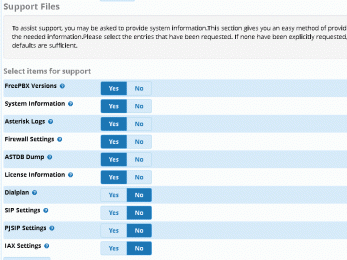 Support Files
To assist support, you may be asked to provide system information.This section gives you an easy method of provid
the needed information.Please select the entries that have been requested. If none have been explicitly requested,
defaults are sufficient.
Select items for support
FreePBX Versions ? Yes No
System Information ? Yes No
Asterisk Logs ? Yes No
Firewall Settings ? Yes No
ASTDB Dump ? Yes No
License Information ? Yes No
Dialplan ? Yes No
SIP Settings ? Yes No
PJSIP Settings ? Yes No
IAX Settings ? Yes No